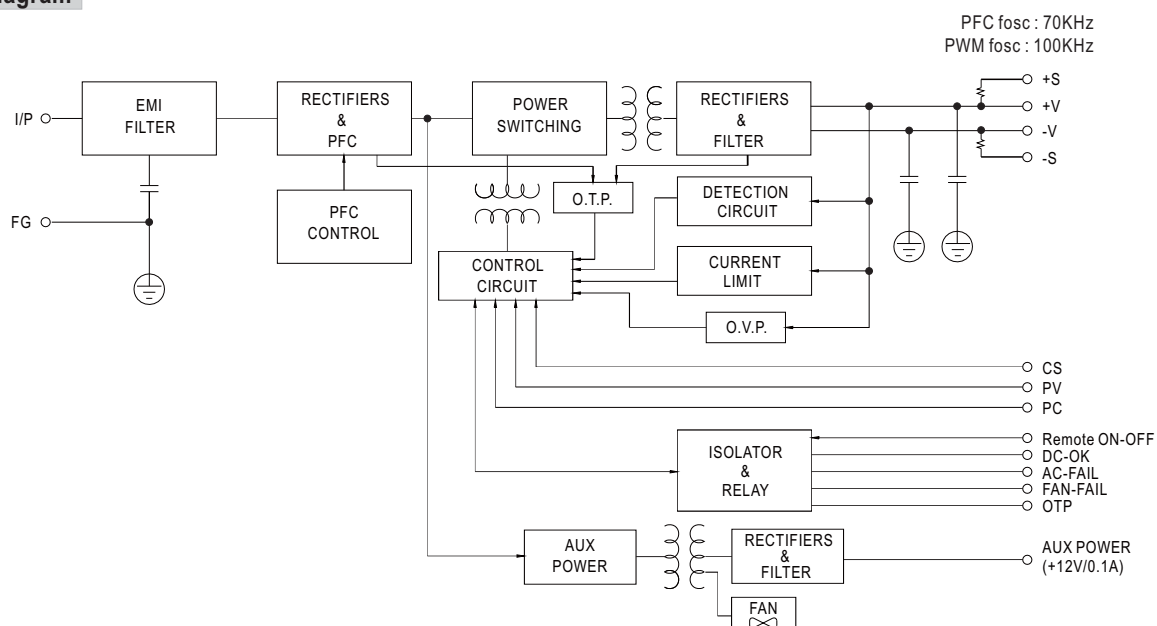 PFC fosc : 70KHz
PWM fosc : 100KHz
I/P
EMI
FILTER
RECTIFIERS
&
PFC
POWER
SWITCHING
RECTIFIERS
&
FILTER
+S
+V
-V
-S
FG
PFC
CONTROL
O.T.P.
DETECTION
CIRCUIT
CONTROL
CIRCUIT
CURRENT
LIMIT
O.V.P.
CS
PV
PC
ISOLATOR
&
RELAY
Remote ON-OFF
DC-OK
AC-FAIL
FAN-FAIL
OTP
AUX
POWER
RECTIFIERS
&
FILTER
AUX POWER
(+12V/0.1A)
FAN